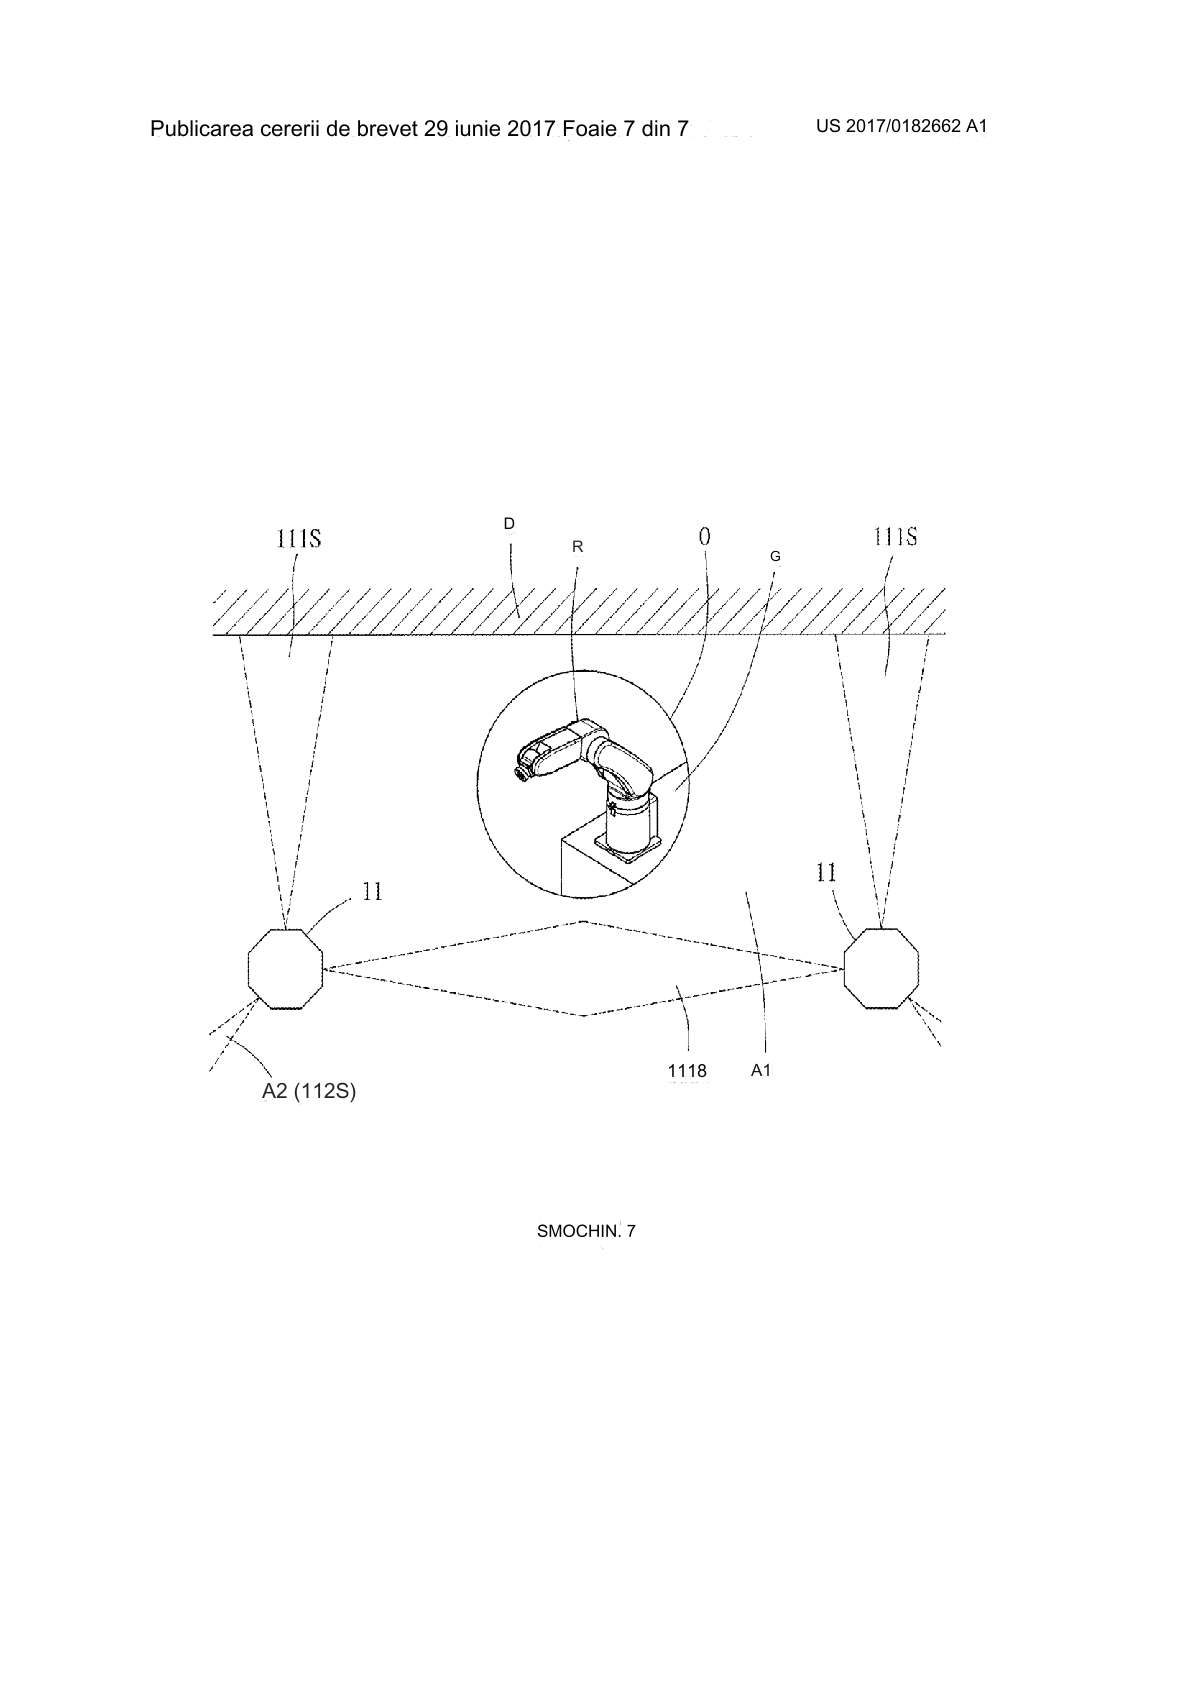 Publicarea cererii de brevet 29 iunie 2017 Foaie 7 din 7
US 2017/0182662 A1
111S
D
R
O
G
111S
11
11
A2 (112S)
1118
A1
SMOCHIN. 7